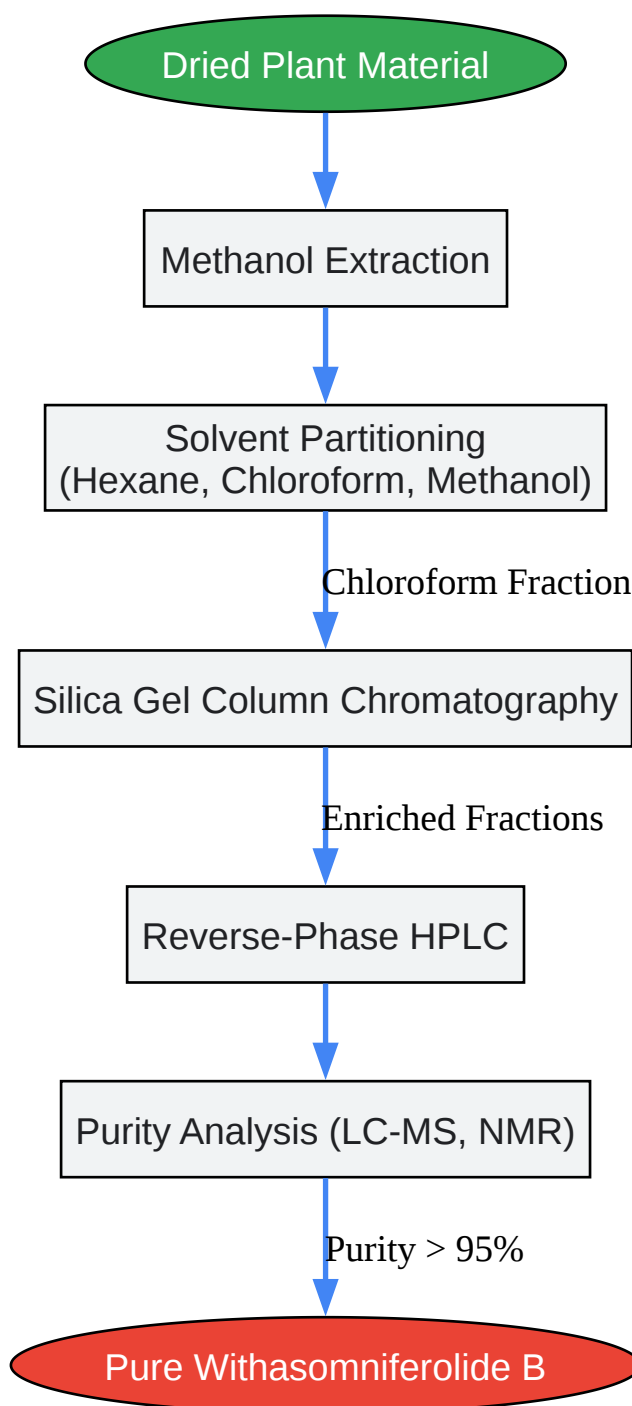 Dried Plant Material
Methanol Extraction
Solvent Partitioning
(Hexane, Chloroform, Methanol)
Chloroform Fraction
Silica Gel Column Chromatography
Enriched Fractions
Reverse-Phase HPLC
Purity Analysis (LC-MS, NMR)
Purity > 95%
Pure Withasomniferolide B